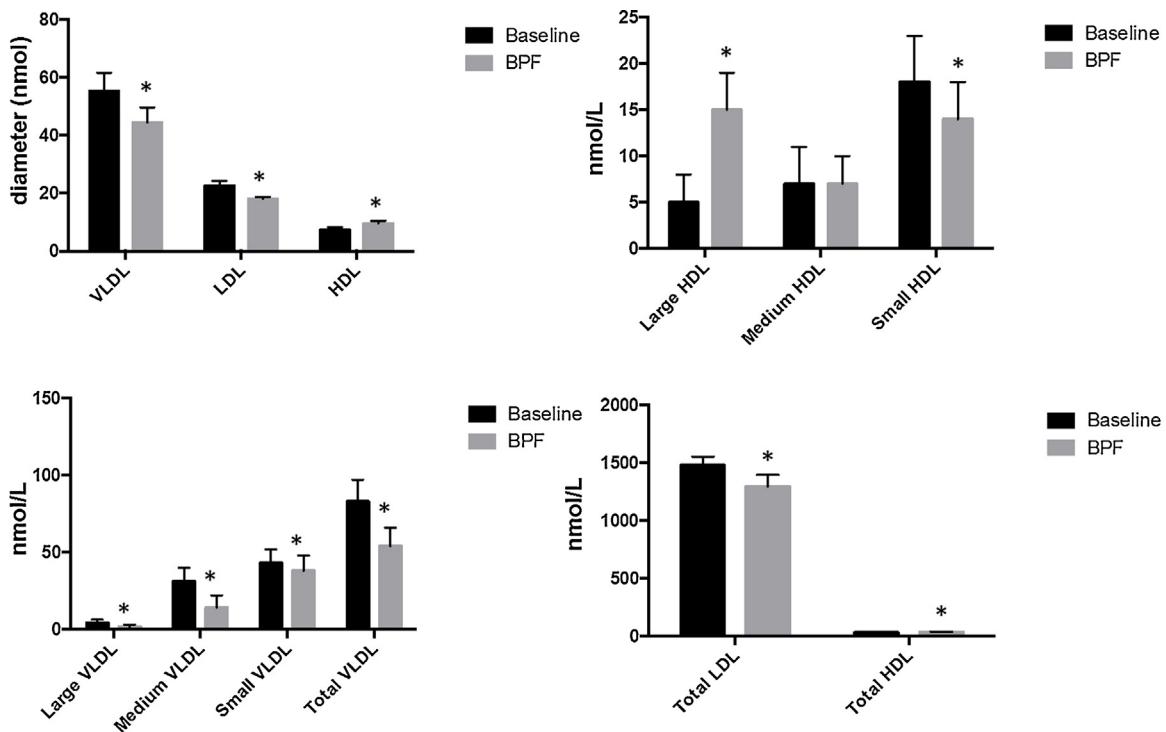 80
60
40
20
0
diameter (nmol)
VLDL
LDL
HDL
*
*
*
Baseline
BPF
25
20
15
10
5
0
nmol/L
Large HDL
Medium HDL
Small HDL
*
*
Baseline
BPF
150
100
50
0
nmol/L
Large VLDL
Medium VLDL
Small VLDL
Total VLDL
*
*
*
*
Baseline
BPF
2000
1500
1000
500
0
nmol/L
Total LDL
Total HDL
*
*
Baseline
BPF